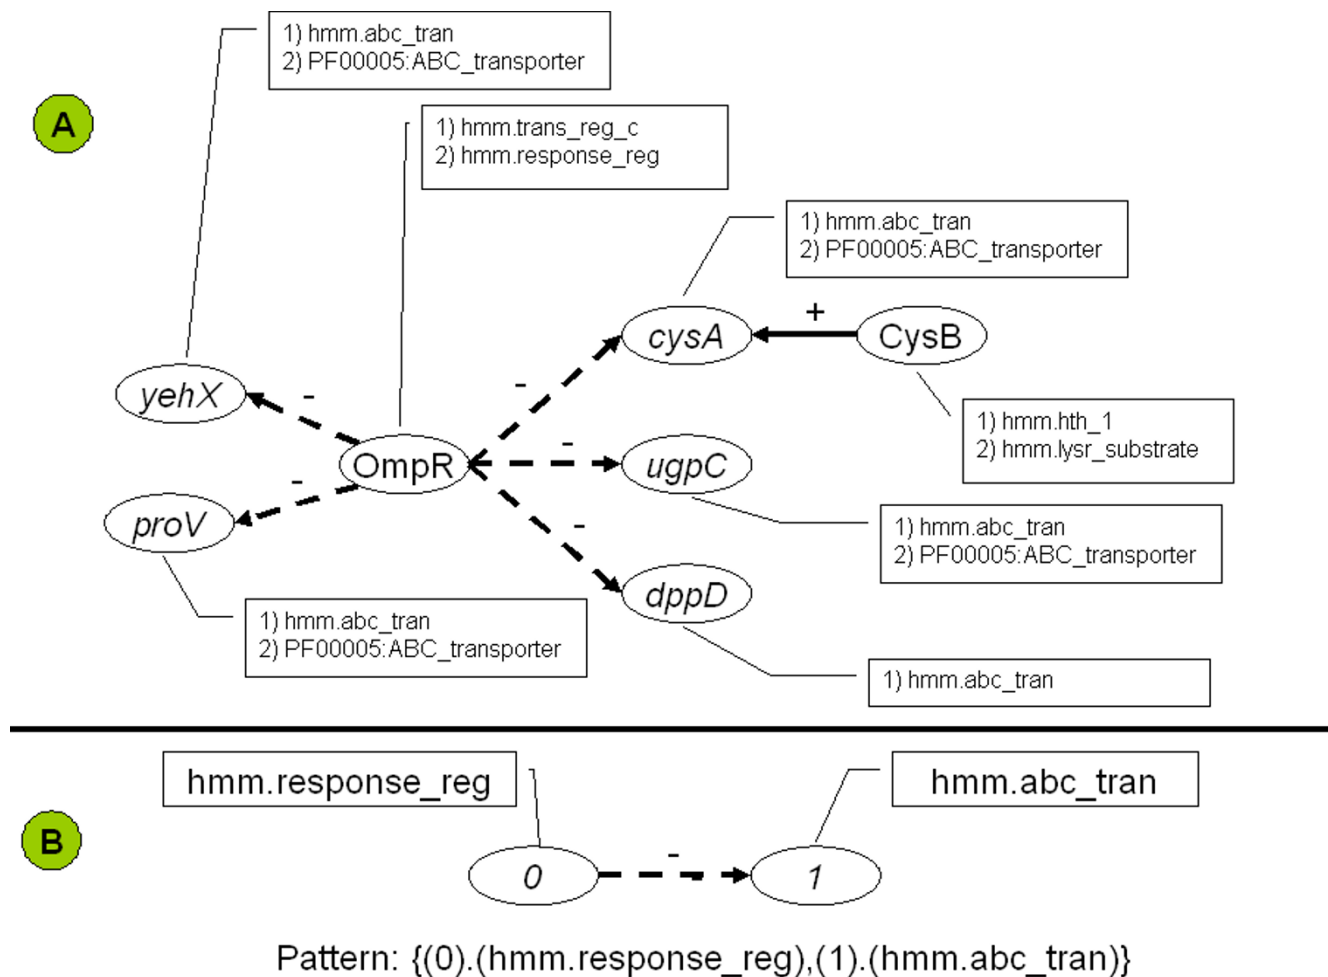 1) hmm.abc_tran
2) PF00005:ABC_transporter
A
1) hmm.trans_reg_c
2) hmm.response_reg
1) hmm.abc_tran
2) PF00005:ABC_transporter
+
cysA
CysB
-
yehX
-
1) hmm.hth_1
2) hmm.lysr_substrate
OmpR
-
ugpC
-
proV
1) hmm.abc_tran
2) PF00005:ABC_transporter
-
dppD
1) hmm.abc_tran
2) PF00005:ABC_transporter
1) hmm.abc_tran
hmm.response_reg
hmm.abc_tran
B
0
-
1
Pattern: {(0).(hmm.response_reg),(1).(hmm.abc_tran)}